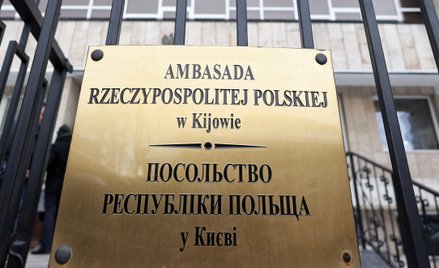 AMBASADA
RZECZYPOSPOLITEJ POLSKIEJ
w Kijowie
ПОСОЛЬСТВО
РЕСПУБЛІКИ ПОЛЬЩА
у Києві